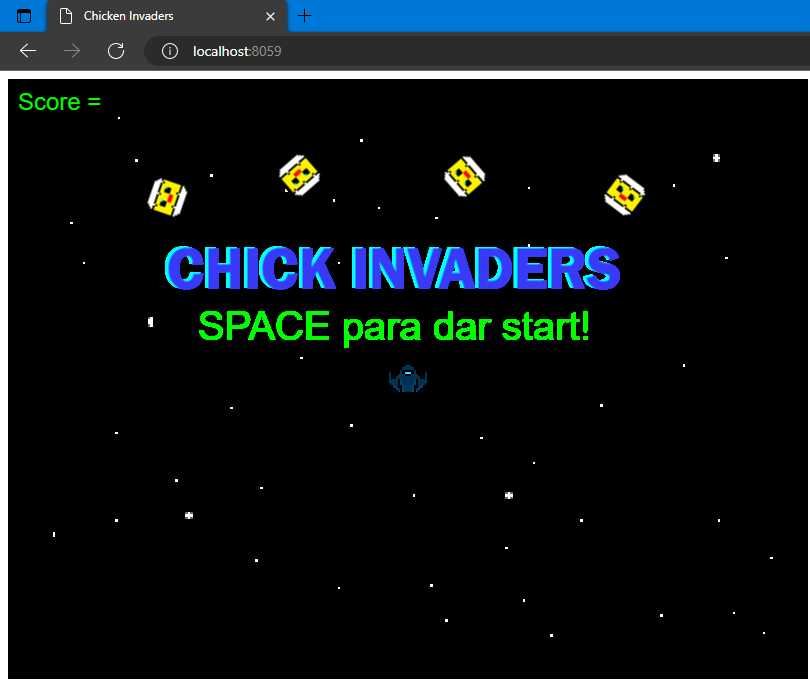 Chicken Invaders
localhost:8059
Score =
CHICK INVADERS
SPACE para dar start!